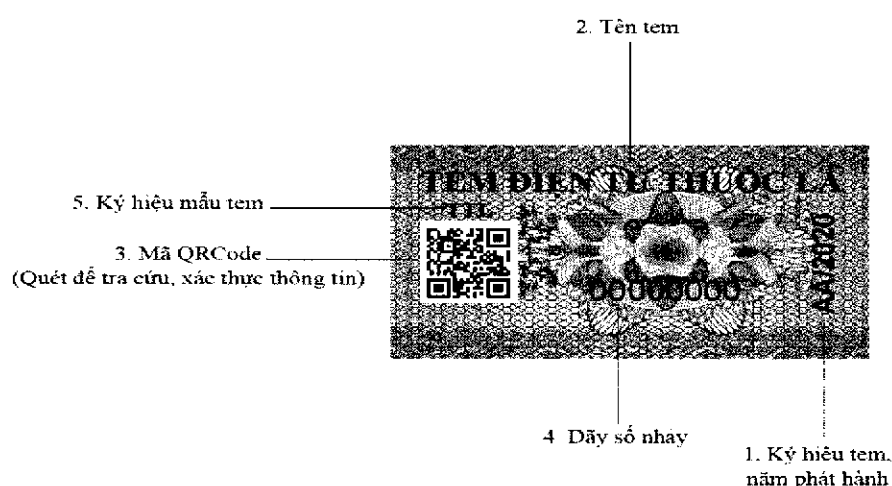 2. Tên tem
TEM ĐIỆN TỬ THUỐC LÁ
5. Ký hiệu mẫu tem
TTL
3. Mã QRCode
(Quét để tra cứu, xác thực thông tin)
00000000
AA/2020
4 Dãy số nhảy
1. Ký hiệu tem,
năm phát hành